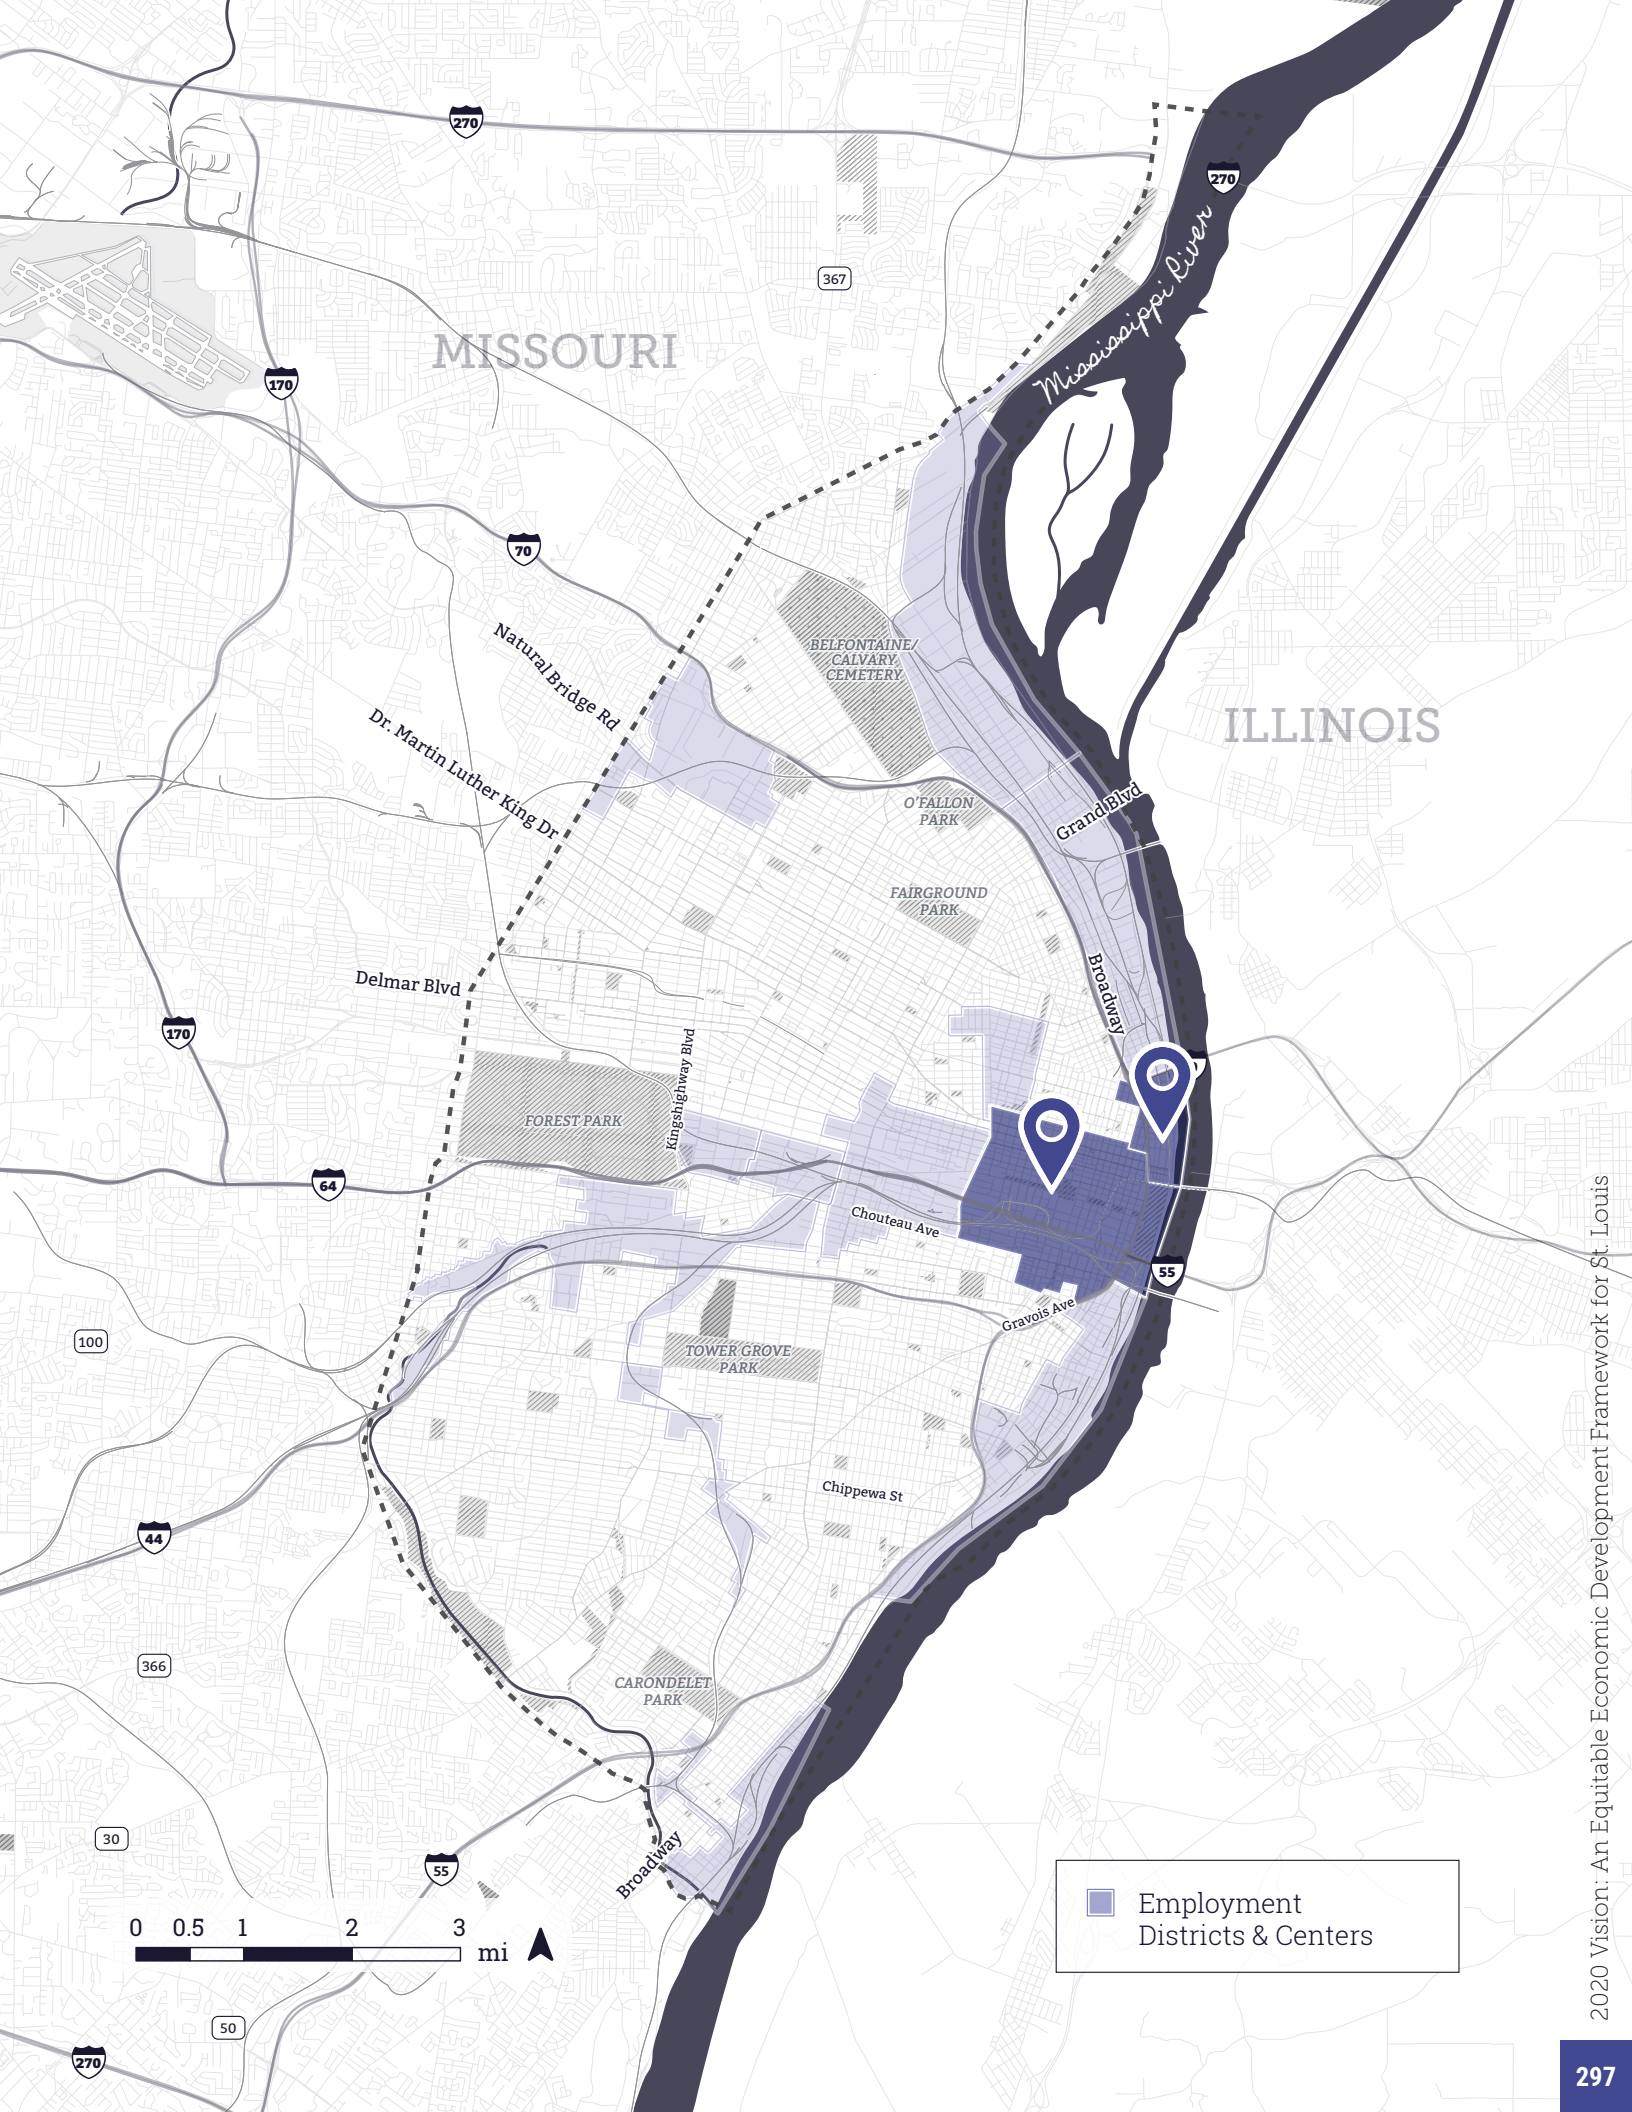 270
270
Mississippi River
367
MISSOURI
170
70
Natural Bridge Rd
BELFONTAINE/
CALVARY
CEMETERY
ILLINOIS
Dr. Martin Luther King Dr
O'FALLON
PARK
Grand Blvd
FAIRGROUND
PARK
Delmar Blvd
Broadway
170
Kingshighway Blvd
FOREST PARK
64
Chouteau Ave
55
Gravois Ave
100
TOWER GROVE
PARK
Chippewa St
44
366
CARONDELET
PARK
30
55
Broadway
0 0.5 1 2 3
mi
50
270
Employment
Districts & Centers
2020 Vision: An Equitable Economic Development Framework for St. Louis
297